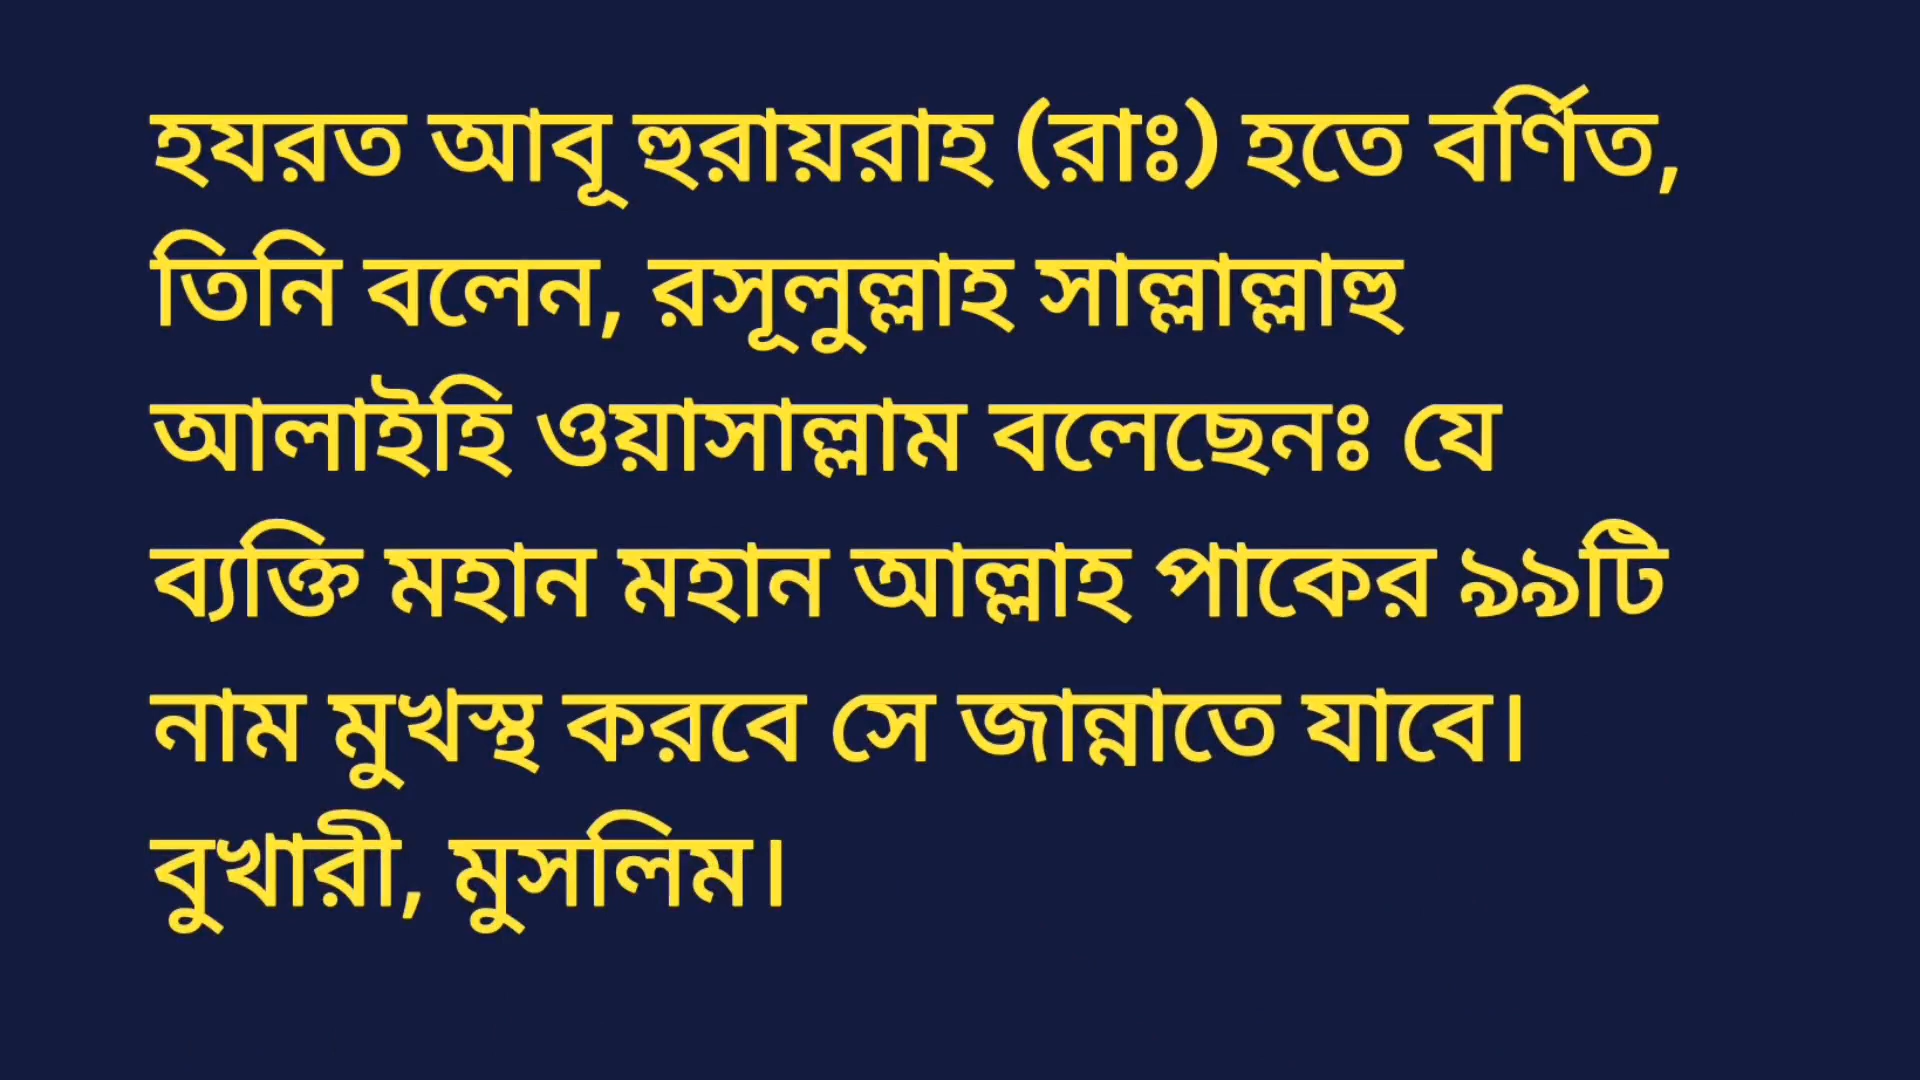 হযরত আবূ হুরায়রাহ (রাঃ) হতে বর্ণিত,
তিনি বলেন, রসূলুল্লাহ সাল্লাল্লাহু
আলাইহি ওয়াসাল্লাম বলেছেনঃ যে
ব্যক্তি মহান মহান আল্লাহ পাকের ৯৯টি
নাম মুখস্থ করবে সে জান্নাতে যাবে।
বুখারী, মুসলিম।